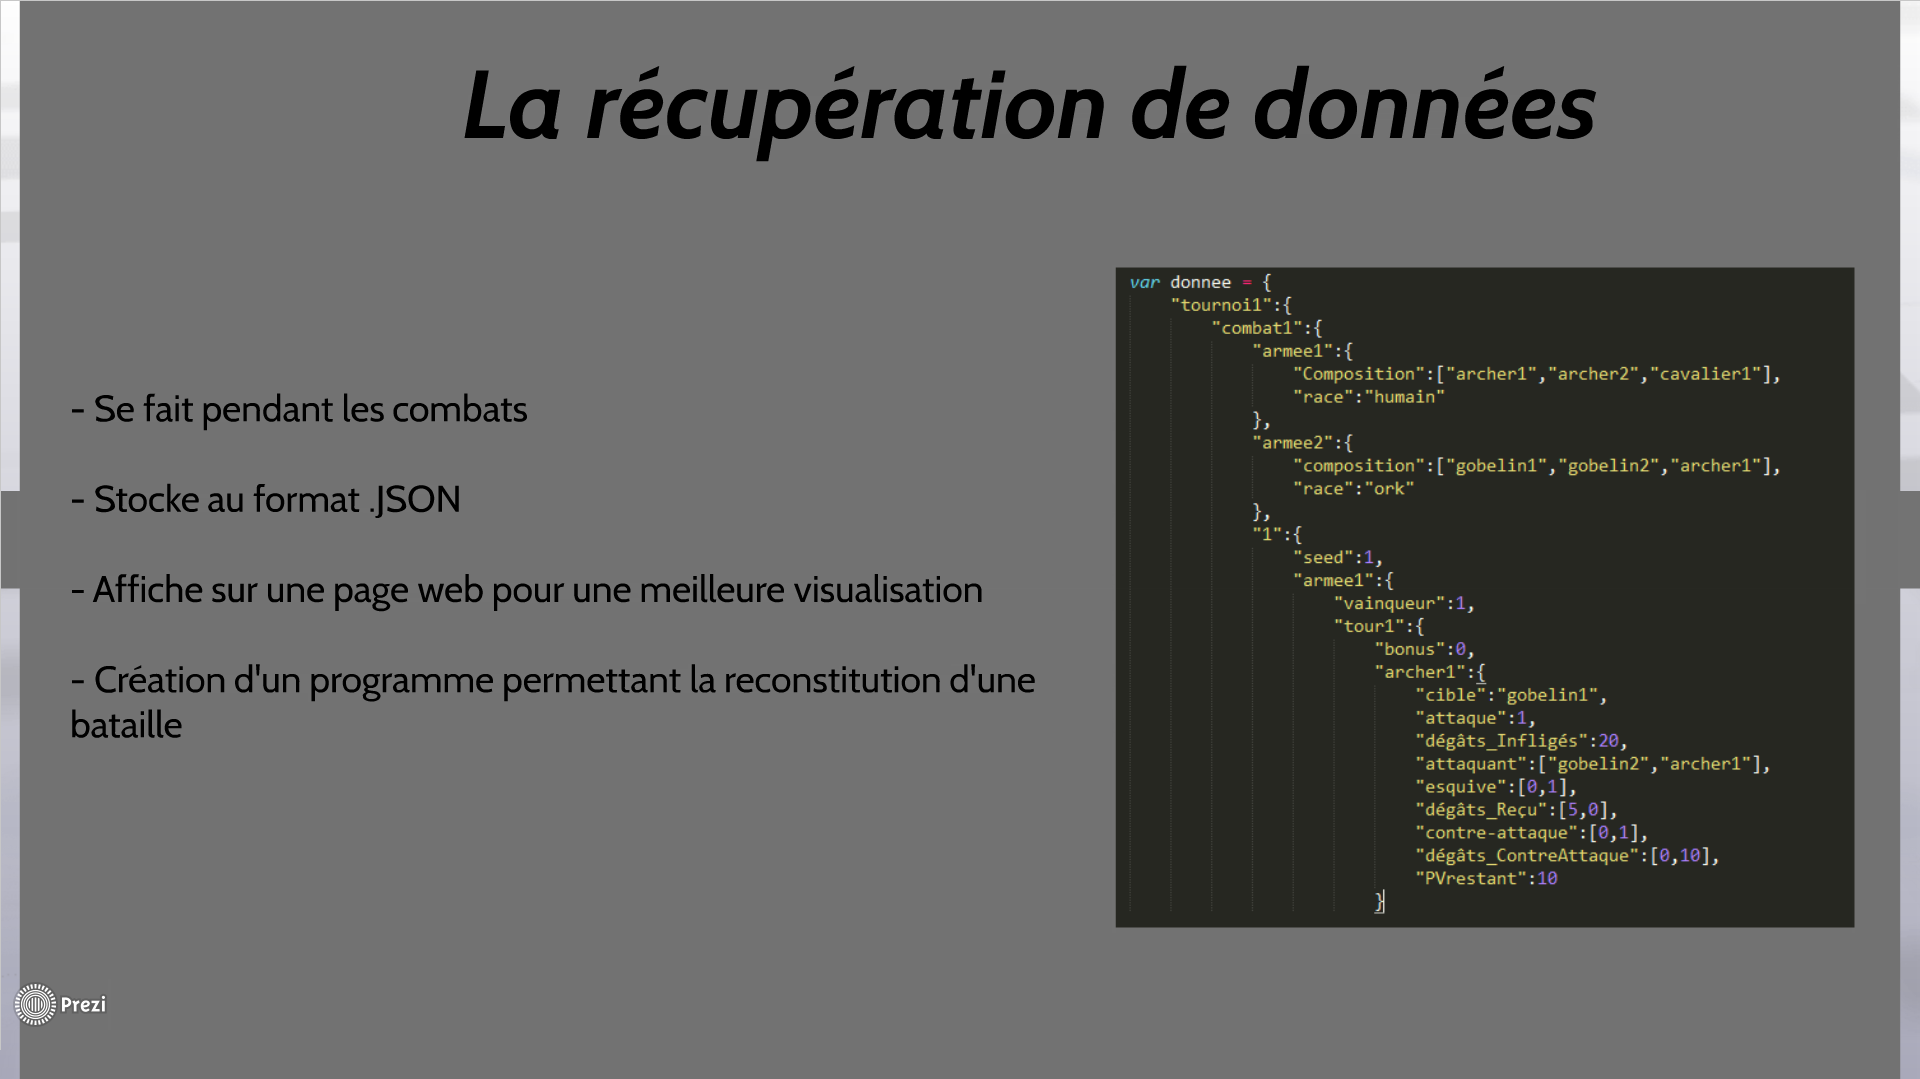 La récupération de données
- Se fait pendant les combats
- Stocke au format .JSON
- Affiche sur une page web pour une meilleure visualisation
- Création d'un programme permettant la reconstitution d'une
bataille
var donnee = {
"tournoi1":{
"combat1":{
"armee1":{
"Composition":["archer1","archer2","cavalier1"],
"race":"humain"
},
"armee2":{
"composition":["gobelin1","gobelin2","archer1"],
"race":"ork"
},
"1":{
"seed":1,
"armee1":{
"vainqueur":1,
"tour1":{
"bonus":0,
"archer1":{
"cible":"gobelin1",
"attaque":1,
"dégâts_Infligés":20,
"attaquant":["gobelin2","archer1"],
"esquive":[0,1],
"dégâts_Reçu":[5,0],
"contre-attaque":[0,1],
"dégâts_ContreAttaque":[0,10],
"PVrestant":10
}
Prezi